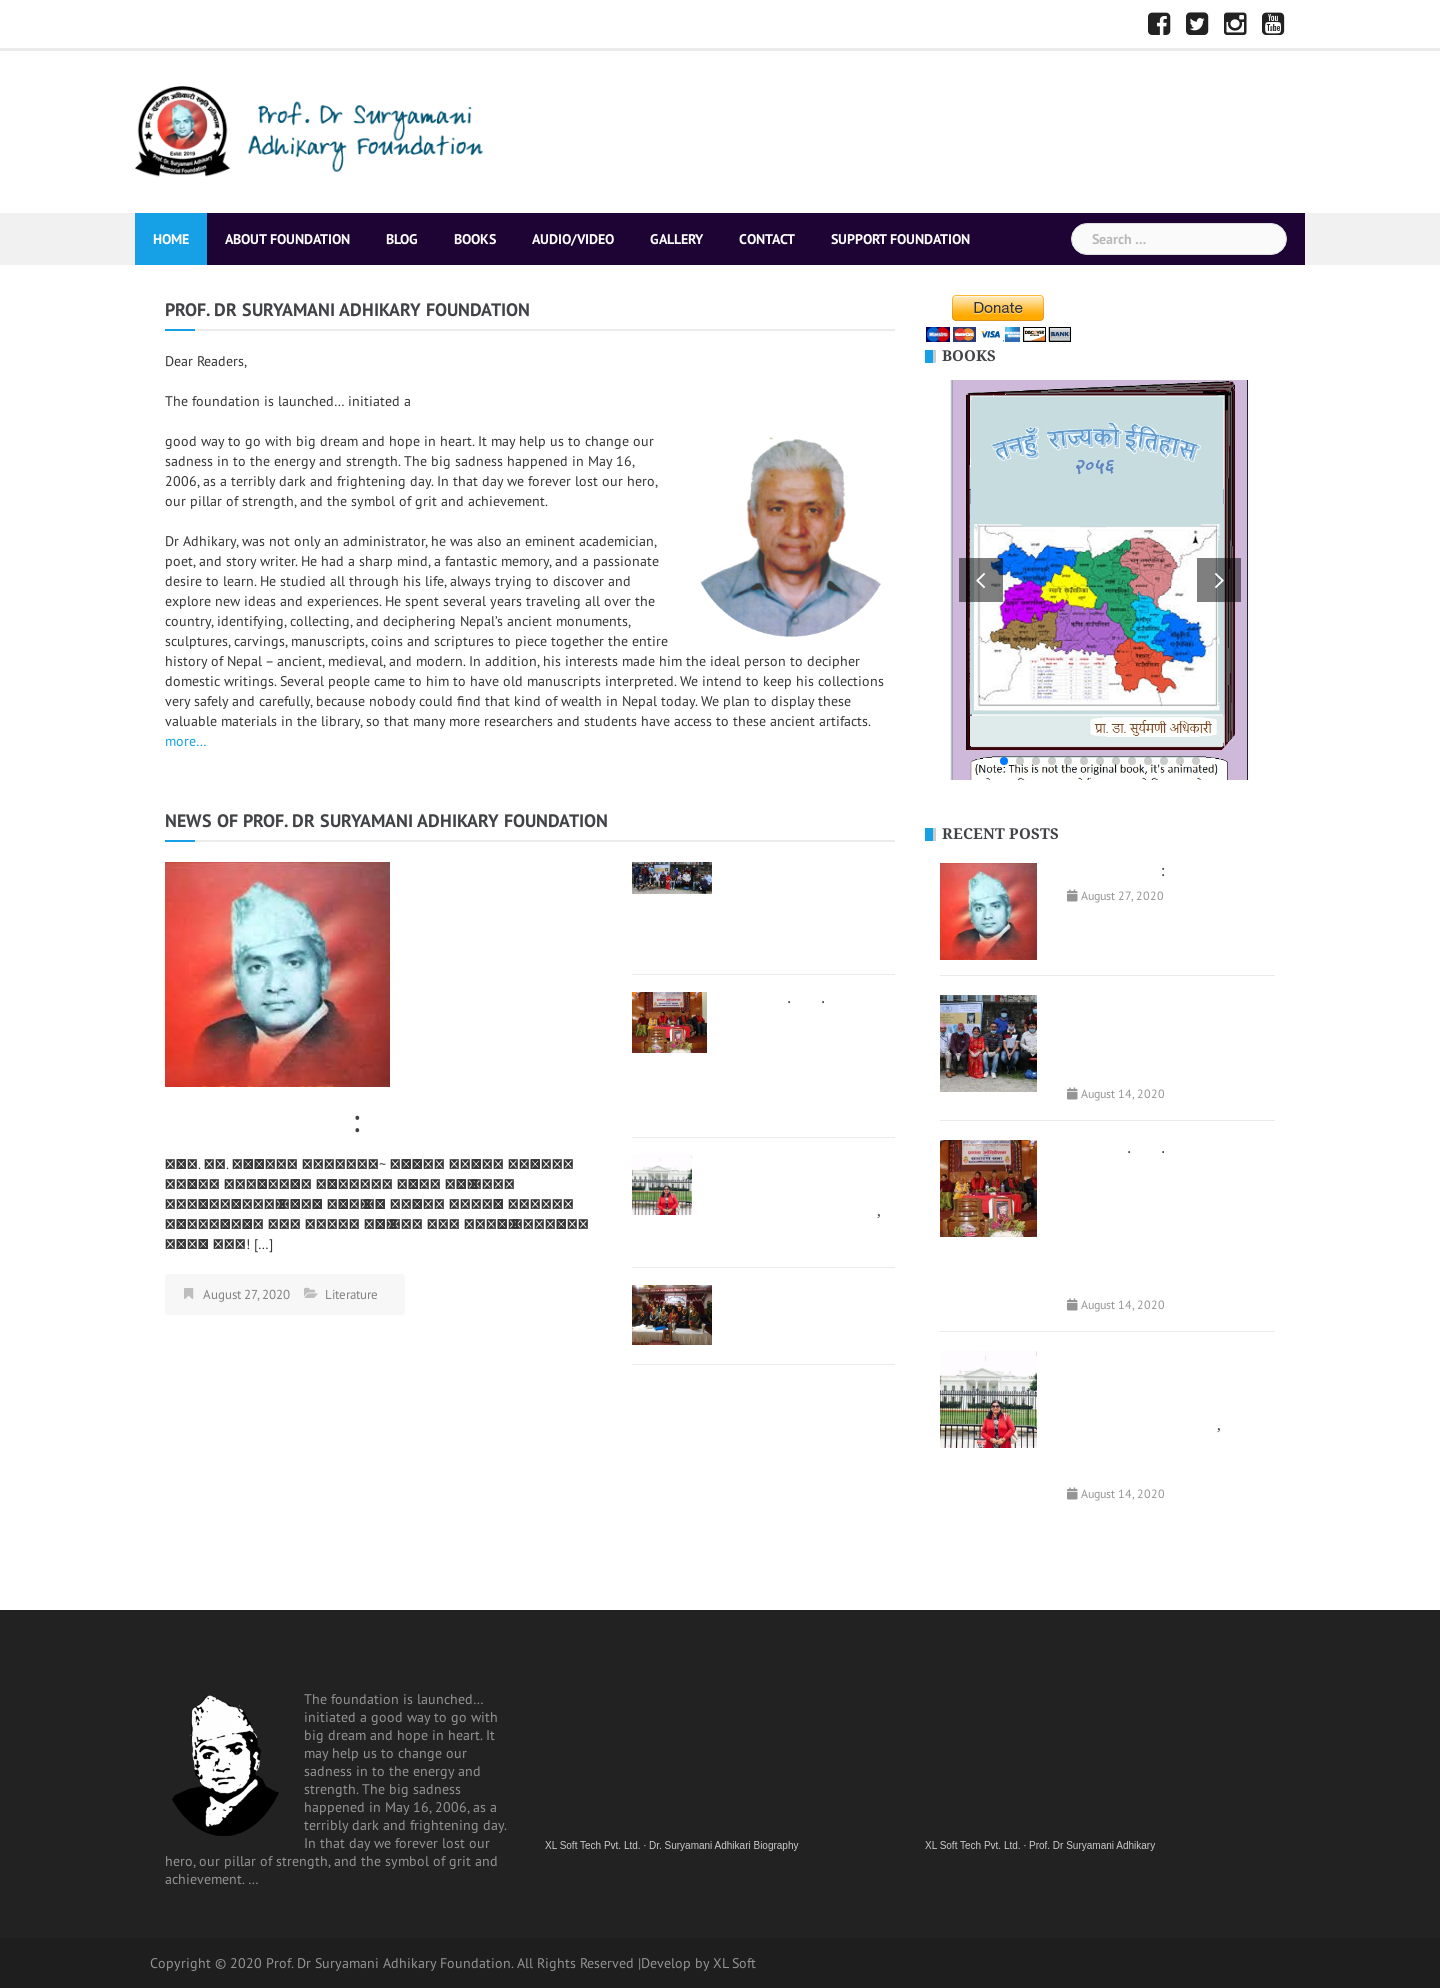 Prof. Dr Suryamani
Adhikary Foundation
Estd: 2019
Prof. Dr. Suryamani Adhikary
Memorial Foundation
HOME ABOUT FOUNDATION BLOG BOOKS AUDIO/VIDEO GALLERY CONTACT SUPPORT FOUNDATION Search ...
PROF. DR SURYAMANI ADHIKARY FOUNDATION
Dear Readers,
The foundation is launched... initiated a
good way to go with big dream and hope in heart. It may help us to change our
sadness in to the energy and strength. The big sadness happened in May 16,
2006, as a terribly dark and frightening day. In that day we forever lost our hero,
our pillar of strength, and the symbol of grit and achievement.
Dr Adhikary, was not only an administrator, he was also an eminent academician,
poet, and story writer. He had a sharp mind, a fantastic memory, and a passionate
desire to learn. He studied all through his life, always trying to discover and
explore new ideas and experiences. He spent several years traveling all over the
country, identifying, collecting, and deciphering Nepal’s ancient monuments,
sculptures, carvings, manuscripts, coins and scriptures to piece together the entire
history of Nepal – ancient, medieval, and modern. In addition, his interests made him the ideal person to decipher
domestic writings. Several people came to him to have old manuscripts interpreted. We intend to keep his collections
very safely and carefully, because nobody could find that kind of wealth in Nepal today. We plan to display these
valuable materials in the library, so that many more researchers and students have access to these ancient artifacts.
more...
Donate
VISA
BANK
BOOKS
तनहुँ राज्यको ईतिहास
२०५६
प्रा. डा. सुर्यमणी अधिकारी
(Note: This is not the original book, it's animated)
NEWS OF PROF. DR SURYAMANI ADHIKARY FOUNDATION
:
! [...]
August 27, 2020 Literature
. .
,
RECENT POSTS
:
August 27, 2020
August 14, 2020
. .
August 14, 2020
,
August 14, 2020
The foundation is launched...
initiated a good way to go with
big dream and hope in heart. It
may help us to change our
sadness in to the energy and
strength. The big sadness
happened in May 16, 2006, as a
terribly dark and frightening day.
In that day we forever lost our
hero, our pillar of strength, and the symbol of grit and
achievement. ...
XL Soft Tech Pvt. Ltd. · Dr. Suryamani Adhikari Biography
XL Soft Tech Pvt. Ltd. · Prof. Dr Suryamani Adhikary
Copyright © 2020 Prof. Dr Suryamani Adhikary Foundation. All Rights Reserved |Develop by XL Soft